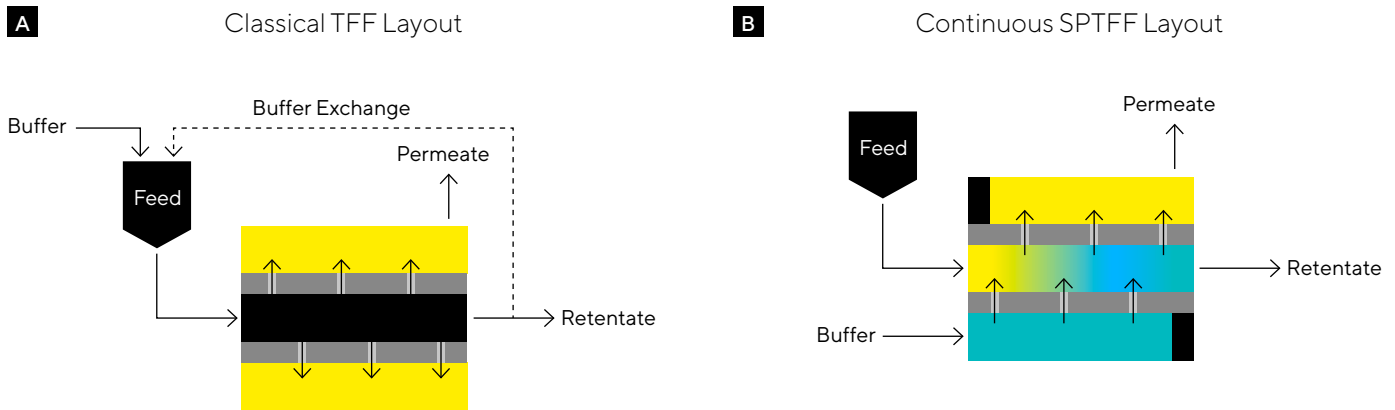 A
Classical TFF Layout
Buffer Exchange
Buffer
Permeate
Feed
Retentate
B
Continuous SPTFF Layout
Permeate
Feed
Retentate
Buffer